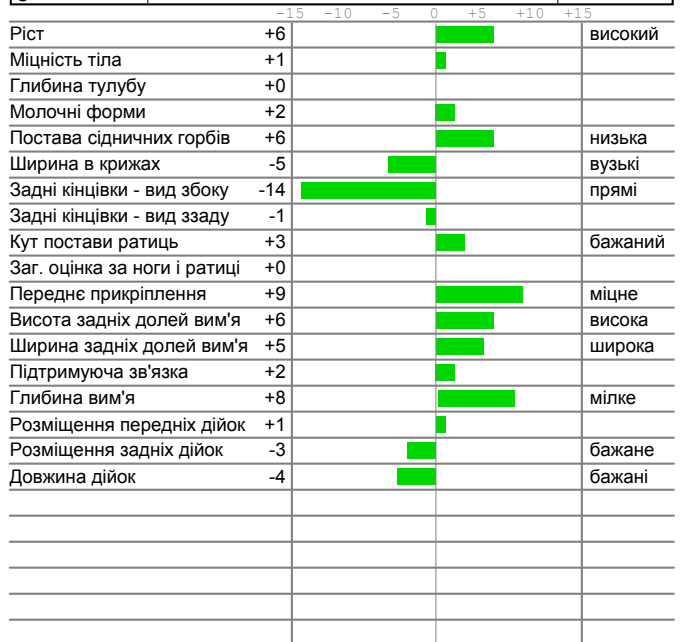 -15 -10 -5 0 +5 +10 +15
Ріст +6 високий
Міцність тіла +1
Глибина тулубу +0
Молочні форми +2
Постава сідничних горбів +6 низька
Ширина в крижах -5 вузькі
Задні кінцівки - вид збоку -14 прямі
Задні кінцівки - вид ззаду -1
Кут постави ратиць +3 бажаний
Заг. оцінка за ноги і ратиці +0
Переднє прикріплення +9 міцне
Висота задніх долей вим'я +6 висока
Ширина задніх долей вим'я +5 широка
Підтримуюча зв'язка +2
Глибина вим'я +8 мілке
Розміщення передніх дійок +1
Розміщення задніх дійок -3 бажане
Довжина дійок -4 бажані